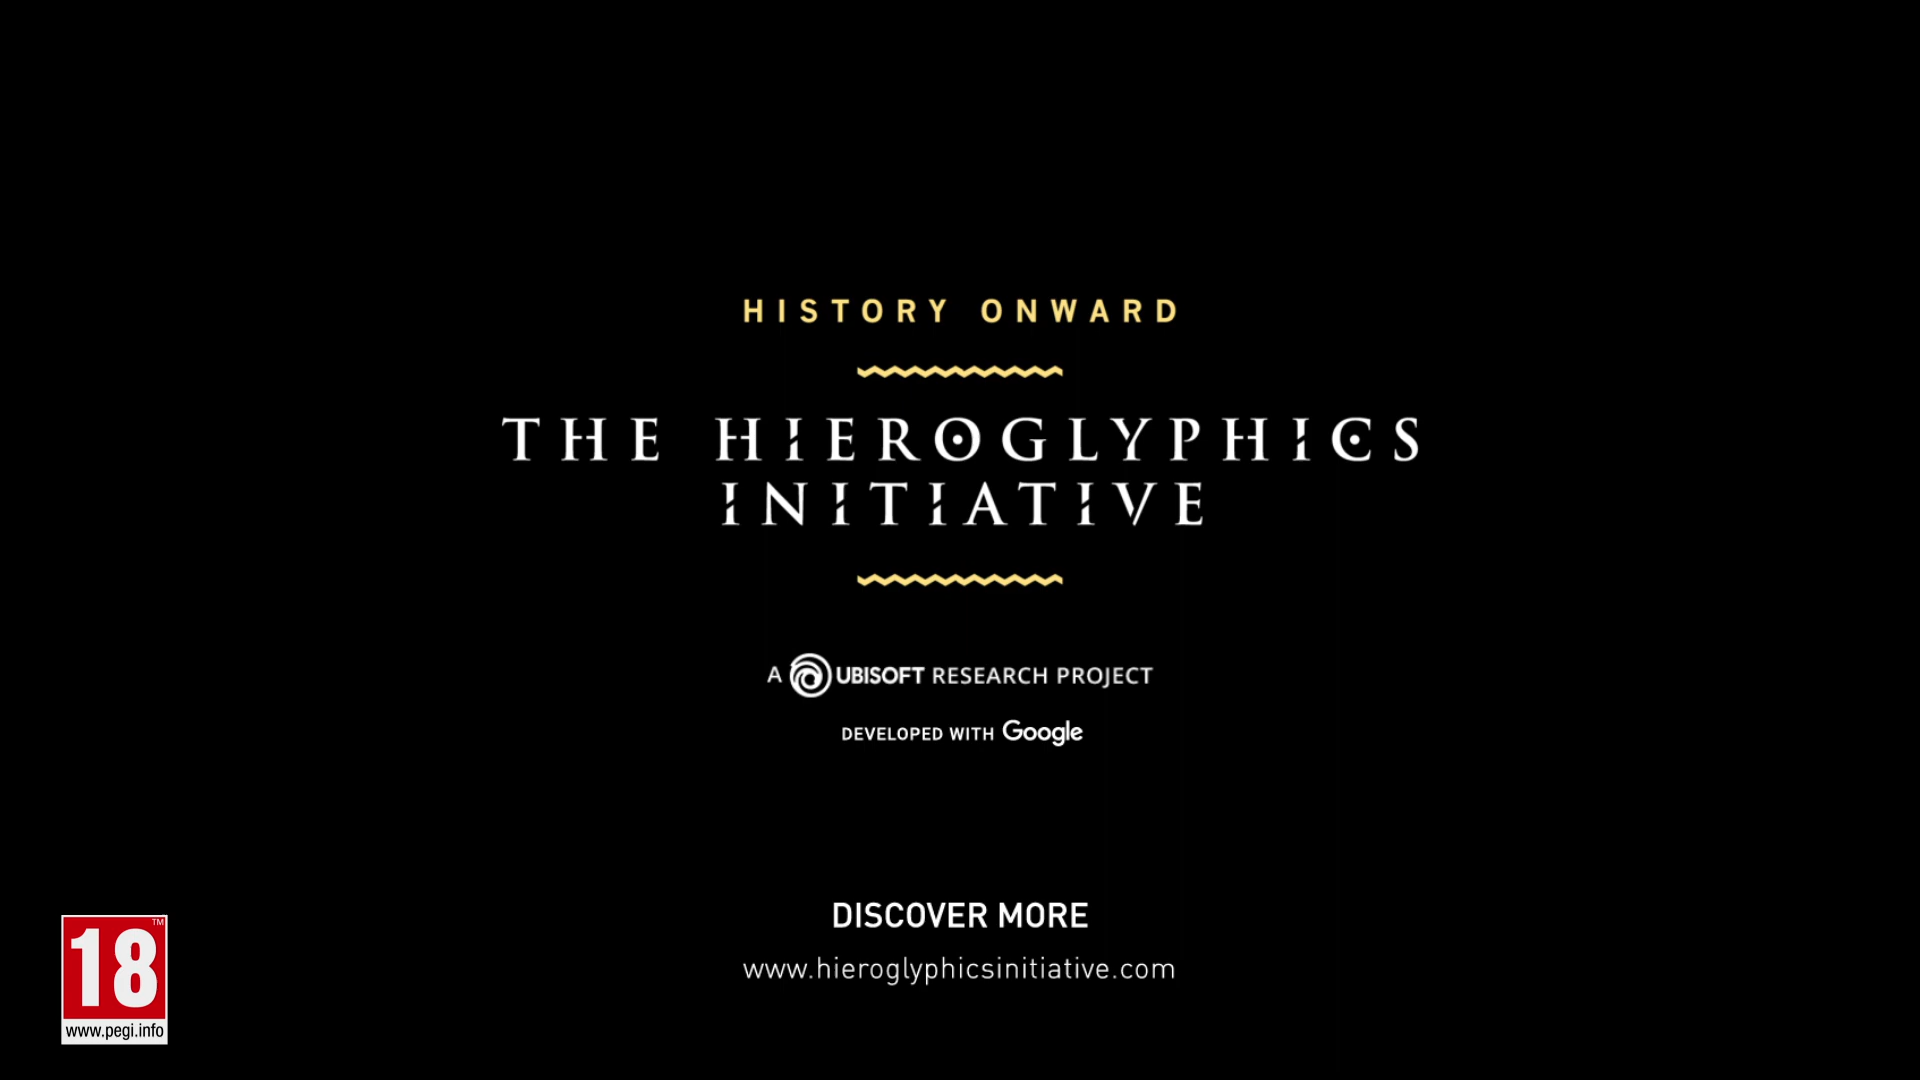 HISTORY ONWARD
THE HIEROGLYPHICS
INITIATIVE
A UBISOFT RESEARCH PROJECT
DEVELOPED WITH Google
DISCOVER MORE
www.hieroglyphicsinitiative.com
18 TM
www.pegi.info